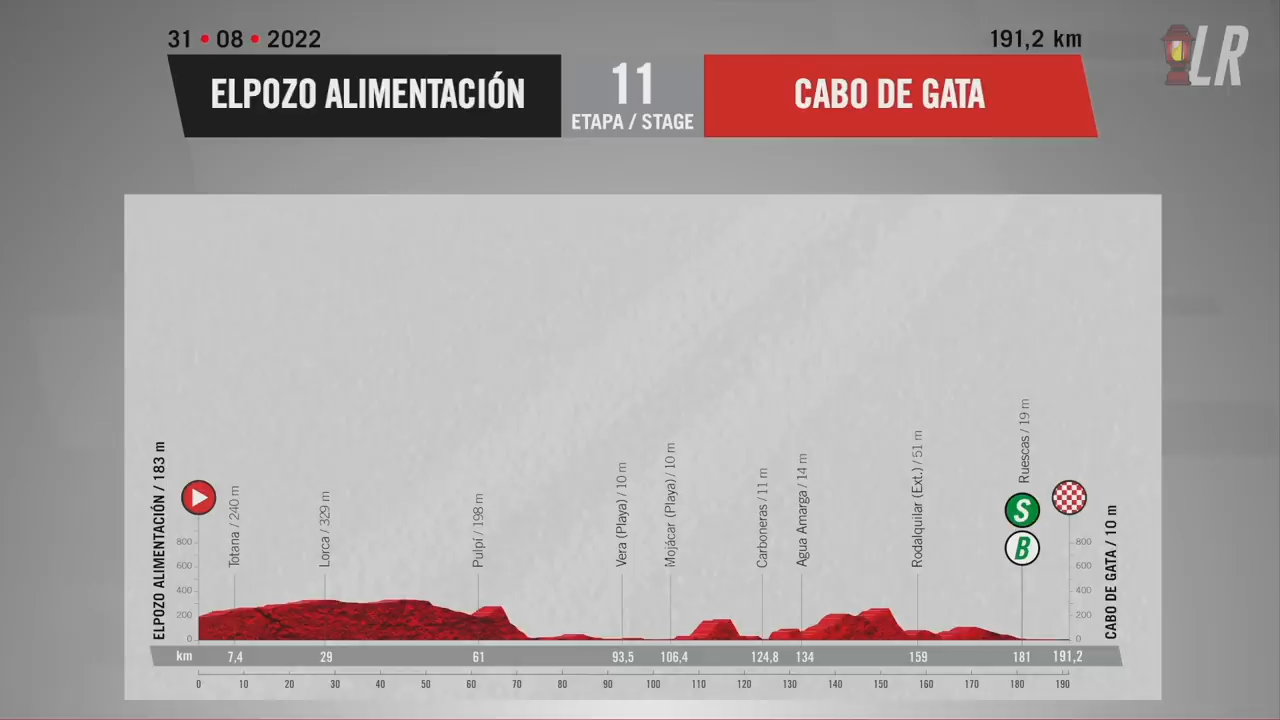 31 • 08 • 2022
191,2 km
LR
ELPOZO ALIMENTACIÓN
11
ETAPA / STAGE
CABO DE GATA
ELPOZO ALIMENTACIÓN / 183 m
Totana / 240 m
Lorca / 329 m
Pulpí / 198 m
Vera (Playa) / 10 m
Mojácar (Playa) / 10 m
Carboneras / 11 m
Agua Amarga / 14 m
Rodalquilar (Ext.) / 51 m
Ruescas / 19 m
S
B
CABO DE GATA / 10 m
800 800
600 600
400 400
200 200
0 0
km 7,4 29 61 93,5 106,4 124,8 134 159 181 191,2
0 10 20 30 40 50 60 70 80 90 100 110 120 130 140 150 160 170 180 190